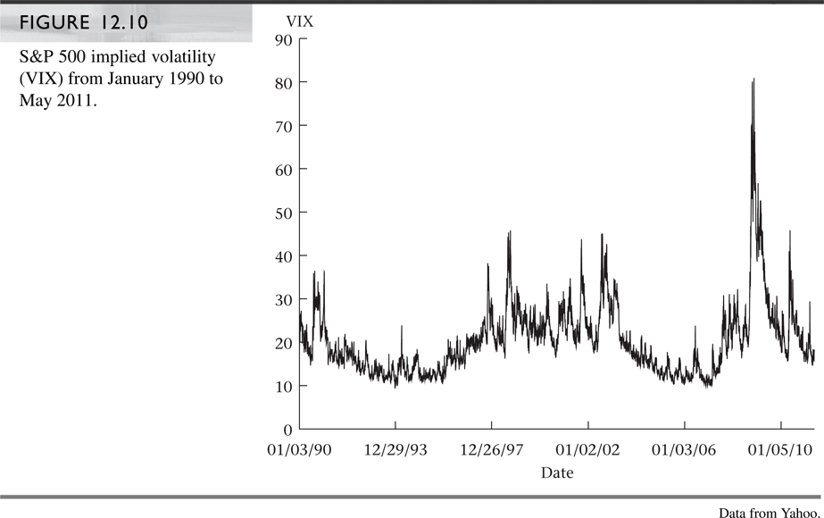 FIGURE 12.10
S&P 500 implied volatility
(VIX) from January 1990 to
May 2011.
VIX
90
80
70
60
50
40
30
20
10
0
01/03/90 12/29/93 12/26/97 01/02/02 01/03/06 01/05/10
Date
Data from Yahoo.